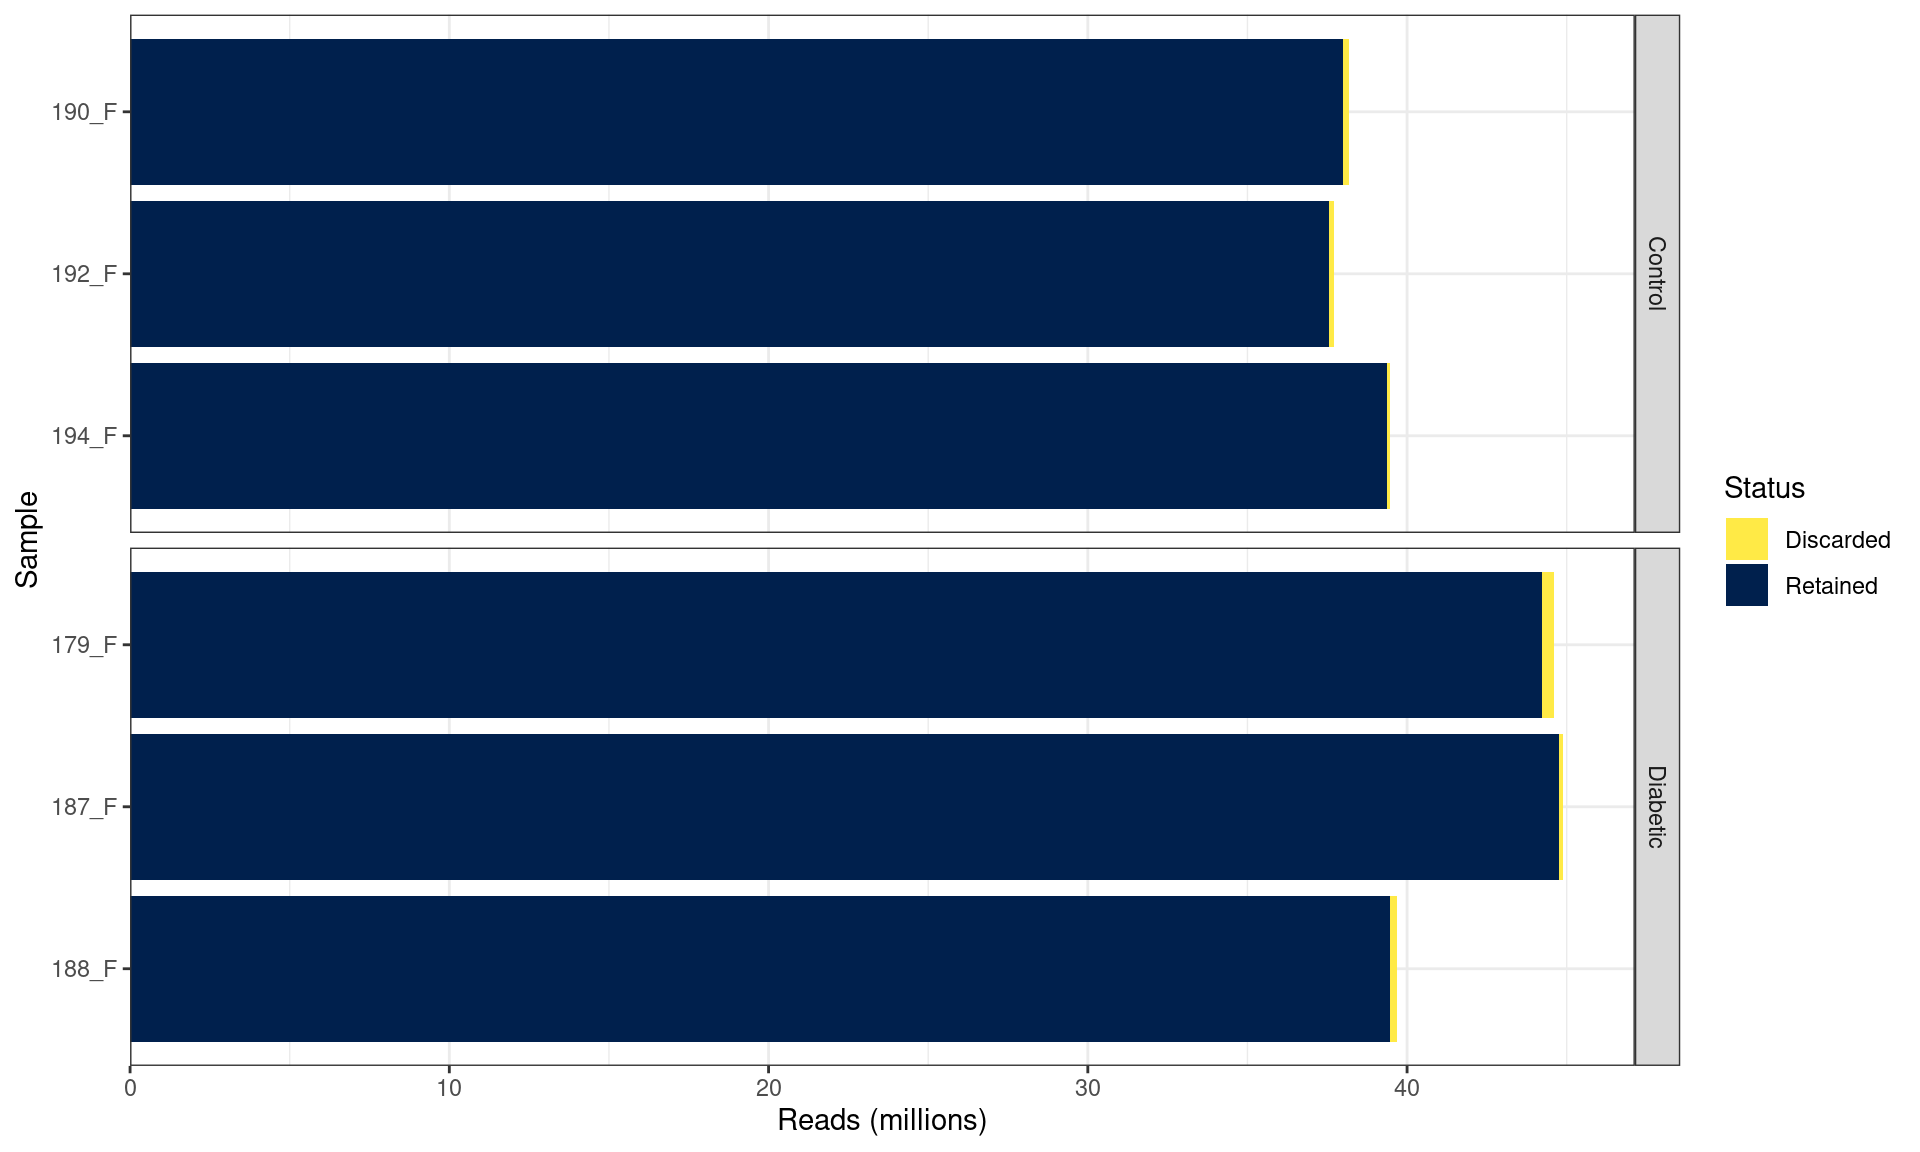 190_F
192_F
194_F
Control
179_F
187_F
188_F
Diabetic
Sample
0 10 20 30 40
Reads (millions)
Status
Discarded
Retained